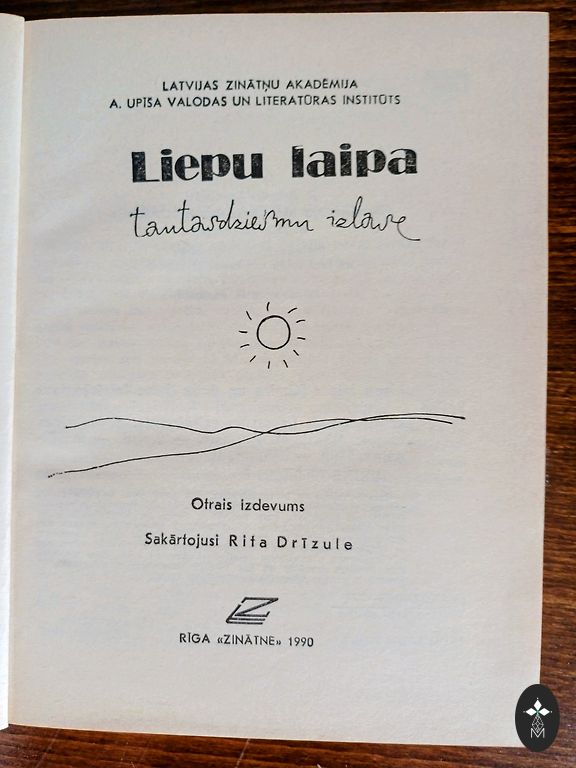 LATVIJAS ZINĀTŅU AKADĒMIJA
A. UPĪŠA VALODAS UN LITERATŪRAS INSTITŪTS
Liepu laipa
tautasdziesmu izlase
Otrais izdevums
Sakārtojusi Rita Drīzule
Z
RĪGA «ZINĀTNE» 1990
M